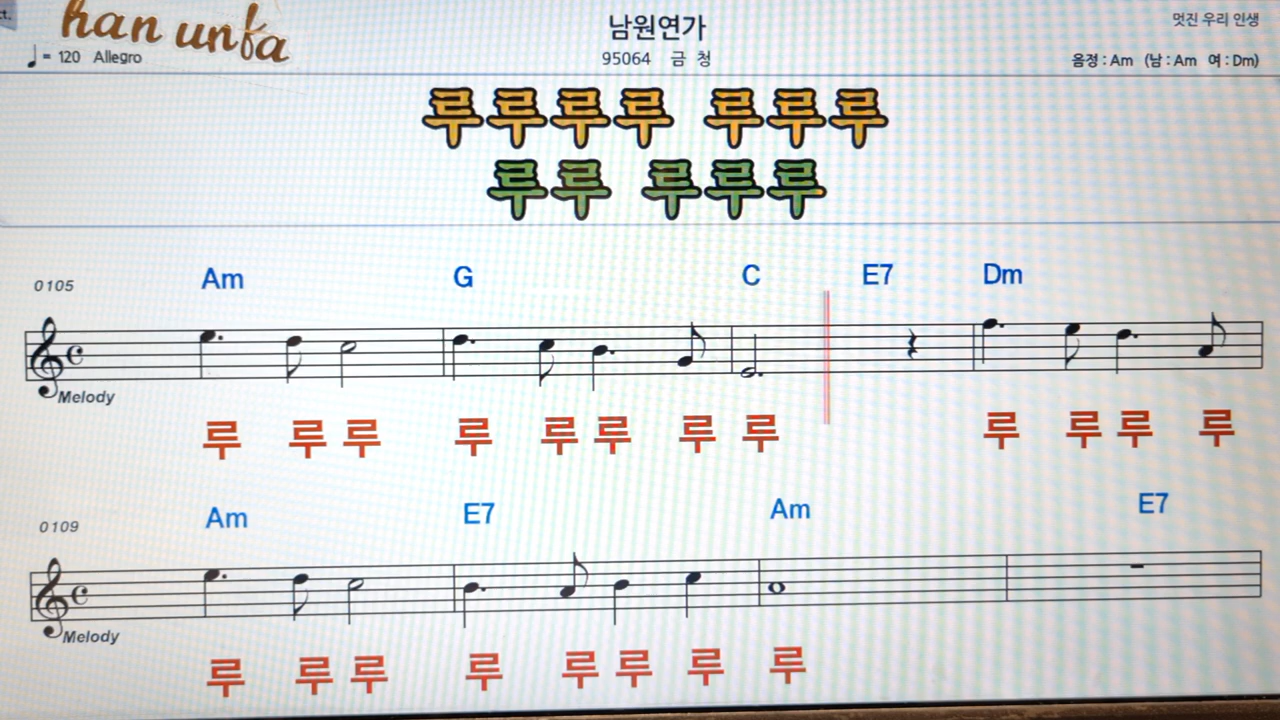 ct.
han unfa
남원연가
멋진 우리 인생
♩= 120 Allegro
95064 금 청
음정 : Am (남 : Am 여 : Dm)
루루루루 루루루
루루 루루루
0105
Am G C E7 Dm
Melody
루 루 루 루 루 루 루 루 루 루 루 루
0109
Am E7 Am E7
Melody
루 루 루 루 루 루 루 루